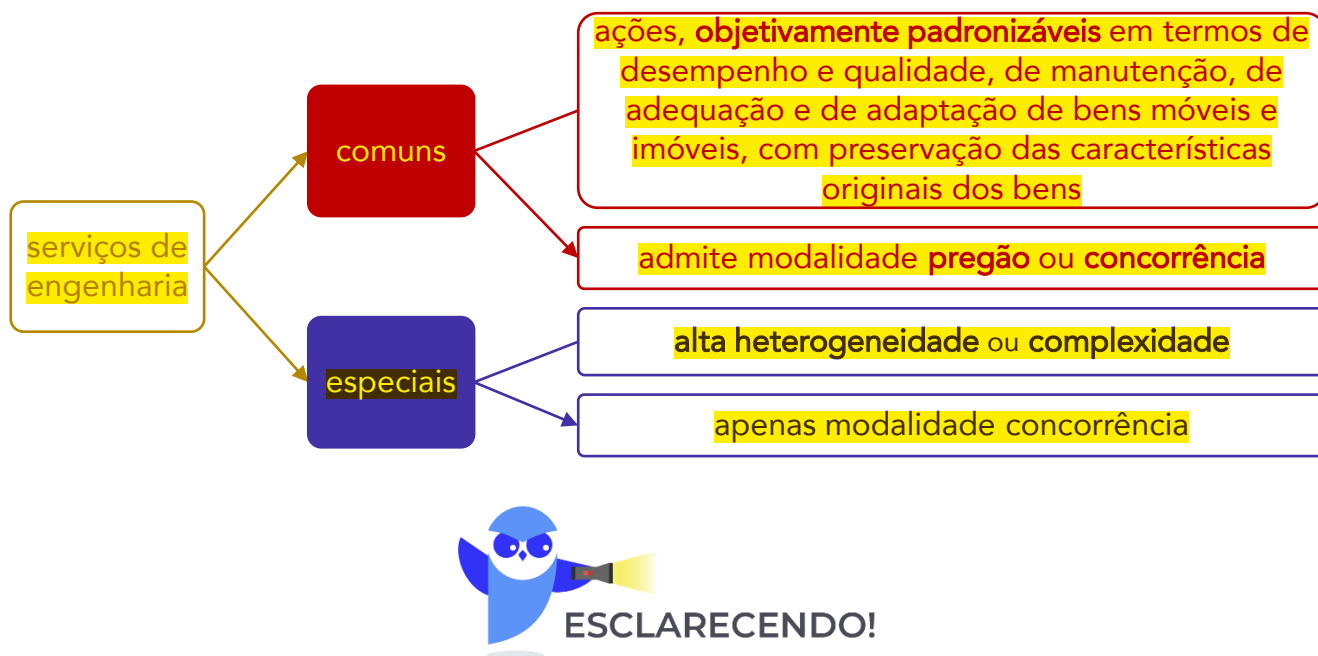 serviços de
engenharia
comuns
ações, objetivamente padronizáveis em termos de
desempenho e qualidade, de manutenção, de
adequação e de adaptação de bens móveis e
imóveis, com preservação das características
originais dos bens
admite modalidade pregão ou concorrência
especiais
alta heterogeneidade ou complexidade
apenas modalidade concorrência
ESCLARECENDO!